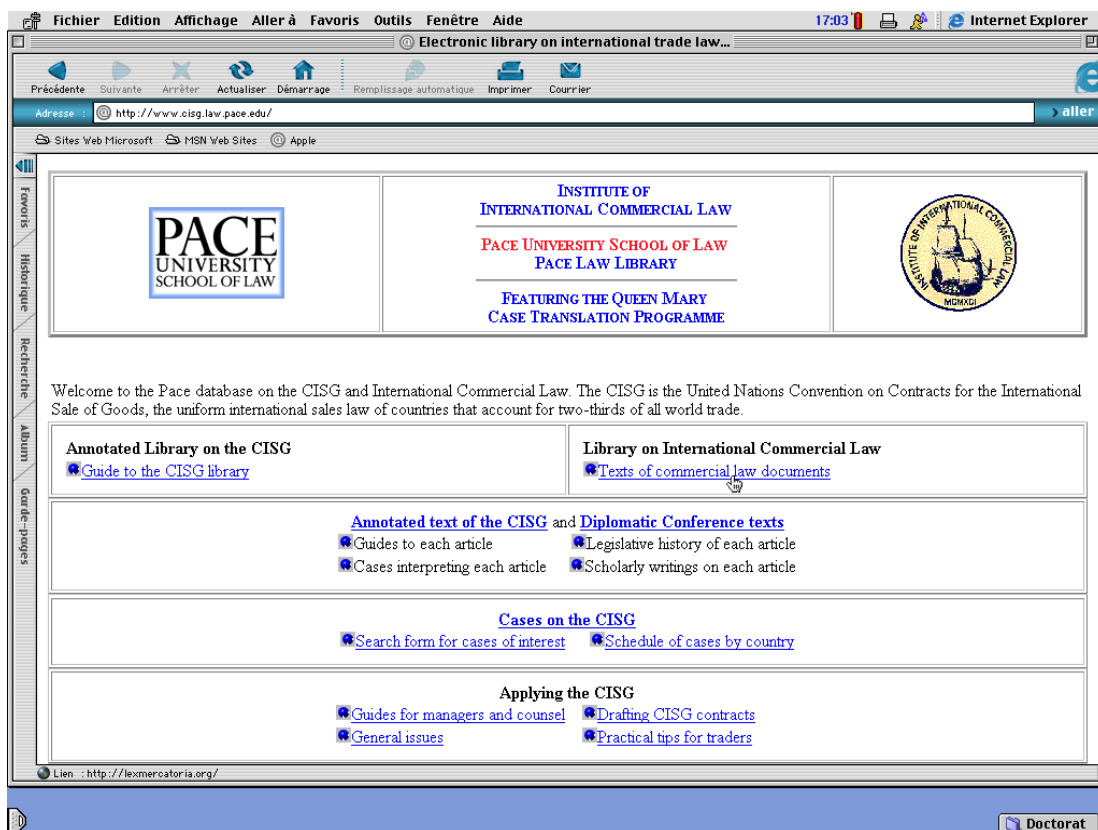 Fichier Edition Affichage Aller à Favoris Outils Fenêtre Aide 17:03 Internet Explorer
Electronic library on international trade law...
Précédente Suivante Arrêter Actualiser Démarrage Remplissage automatique Imprimer Courrier
Adresse : http://www.cisg.law.pace.edu/ aller
Sites Web Microsoft MSN Web Sites Apple
Favoris
Historique
Recherche
Album
Garde-pages
PACE
UNIVERSITY
SCHOOL OF LAW
INSTITUTE OF
INTERNATIONAL COMMERCIAL LAW
PACE UNIVERSITY SCHOOL OF LAW
PACE LAW LIBRARY
FEATURING THE QUEEN MARY
CASE TRANSLATION PROGRAMME
INSTITUTE OF INTERNATIONAL COMMERCIAL LAW
MCMXCI
Welcome to the Pace database on the CISG and International Commercial Law. The CISG is the United Nations Convention on Contracts for the International
Sale of Goods, the uniform international sales law of countries that account for two-thirds of all world trade.
Annotated Library on the CISG
Guide to the CISG library
Library on International Commercial Law
Texts of commercial law documents
Annotated text of the CISG and Diplomatic Conference texts
Guides to each article Legislative history of each article
Cases interpreting each article Scholarly writings on each article
Cases on the CISG
Search form for cases of interest Schedule of cases by country
Applying the CISG
Guides for managers and counsel Drafting CISG contracts
General issues Practical tips for traders
Lien : http://lexmercatoria.org/
Doctorat